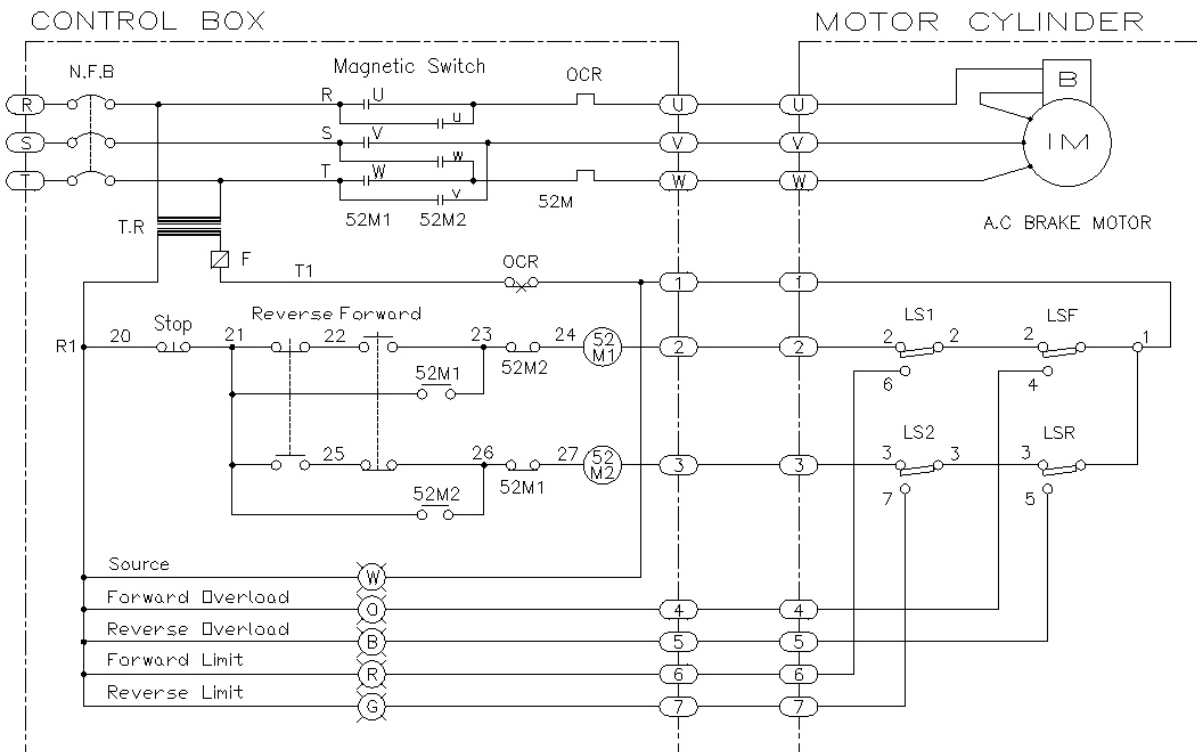 CONTROL BOX MOTOR CYLINDER
N.F.B Magnetic Switch OCR B
R R U U U
u
S S V V V IM
w
T T W W W
v
52M1 52M2 52M
T.R A.C BRAKE MOTOR
F
T1 OCR 1 1
Stop Reverse Forward LS1 LSF
R1 20 21 22 23 24 52 M1 2 2 2 2 2 1
52M1 52M2 6 4
LS2 LSR
25 26 27 52 M2 3 3 3 3 3
52M2 52M1 7 5
Source W
Forward Overload O 4 4
Reverse Overload B 5 5
Forward Limit R 6 6
Reverse Limit G 7 7